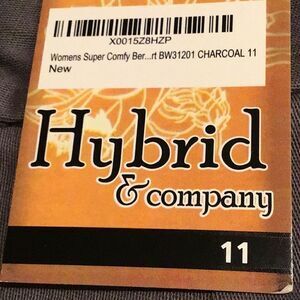 X0015Z8HZP
Womens Super Comfy Ber...rt BW31201 CHARCOAL 11
New
Hybrid
& company
11